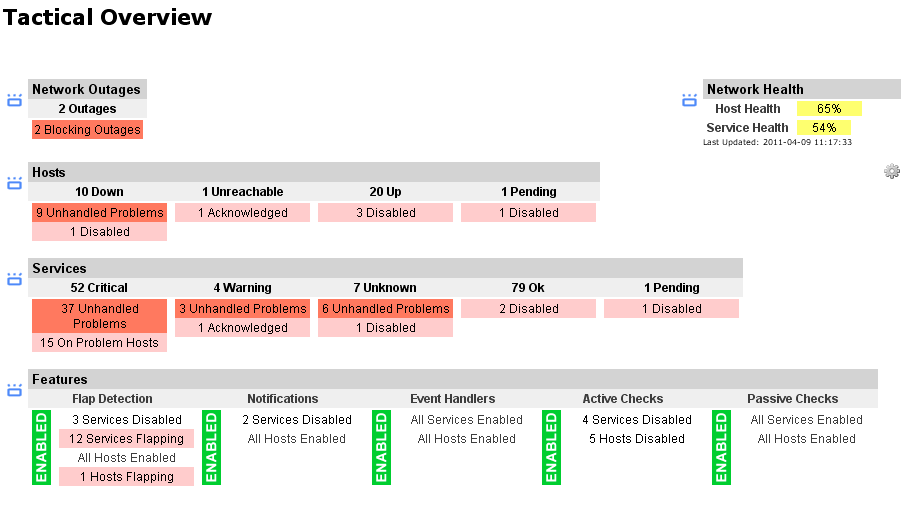 Tactical Overview
Network Outages
2 Outages
2 Blocking Outages
Network Health
Host Health 65%
Service Health 54%
Last Updated: 2011-04-09 11:17:33
Hosts
10 Down 1 Unreachable 20 Up 1 Pending
9 Unhandled Problems 1 Acknowledged 3 Disabled 1 Disabled
1 Disabled
Services
52 Critical 4 Warning 7 Unknown 79 Ok 1 Pending
37 Unhandled Problems 3 Unhandled Problems 6 Unhandled Problems 2 Disabled 1 Disabled
15 On Problem Hosts 1 Acknowledged 1 Disabled
Features
Flap Detection Notifications Event Handlers Active Checks Passive Checks
ENABLED ENABLED ENABLED ENABLED ENABLED
3 Services Disabled 2 Services Disabled All Services Enabled 4 Services Disabled All Services Enabled
12 Services Flapping All Hosts Enabled All Hosts Enabled 5 Hosts Disabled All Hosts Enabled
All Hosts Enabled
1 Hosts Flapping